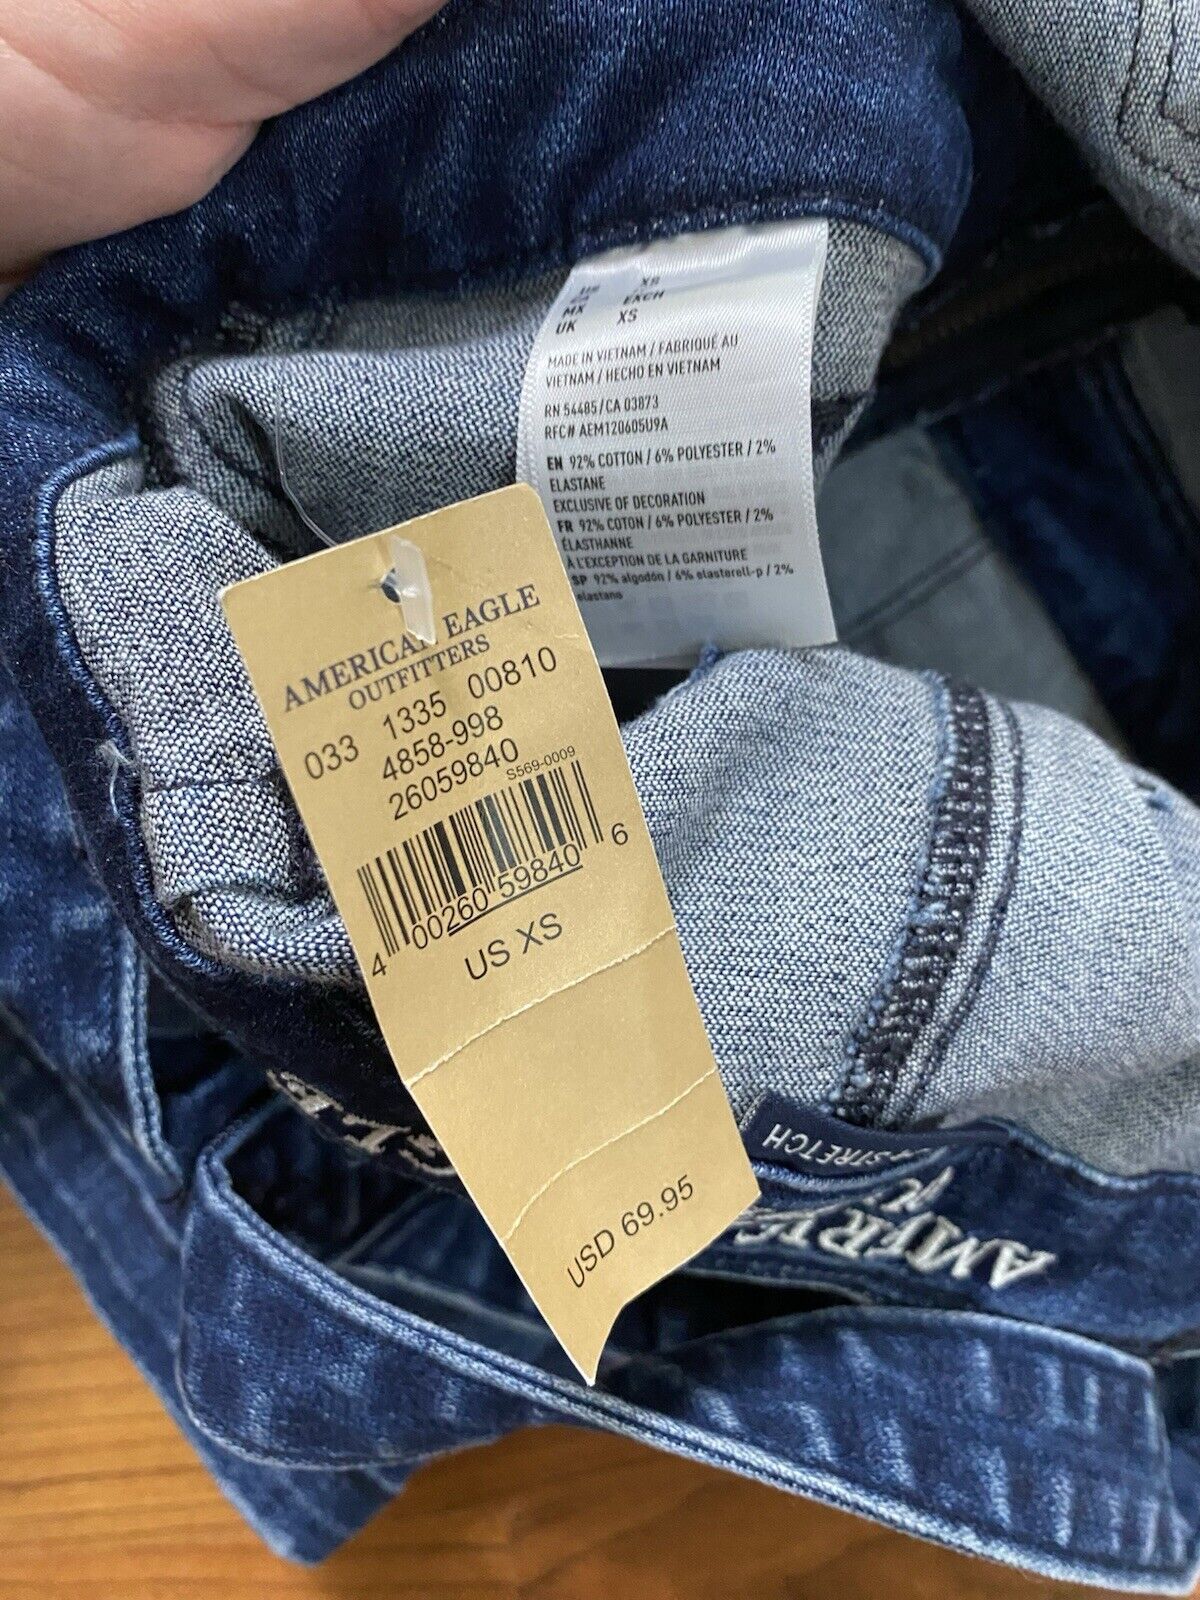 XS
MX EXCH
UK XS
MADE IN VIETNAM / FABRIQUÉ AU
VIETNAM / HECHO EN VIETNAM
RN 54485/CA 03873
RFC# AEM120605U9A
EN 92% COTTON / 6% POLYESTER / 2%
ELASTANE
EXCLUSIVE OF DECORATION
FR 92% COTON / 6% POLYESTER / 2%
ÉLASTHANNE
À L'EXCEPTION DE LA GARNITURE
SP 92% algodón / 6% elasterell-p / 2%
elastano
AMERICAN EAGLE
OUTFITTERS
033 1335 00810
4858-998
26059840
S569-0009
4 00260 59840 6
US XS
USD 69.95
STRETCH